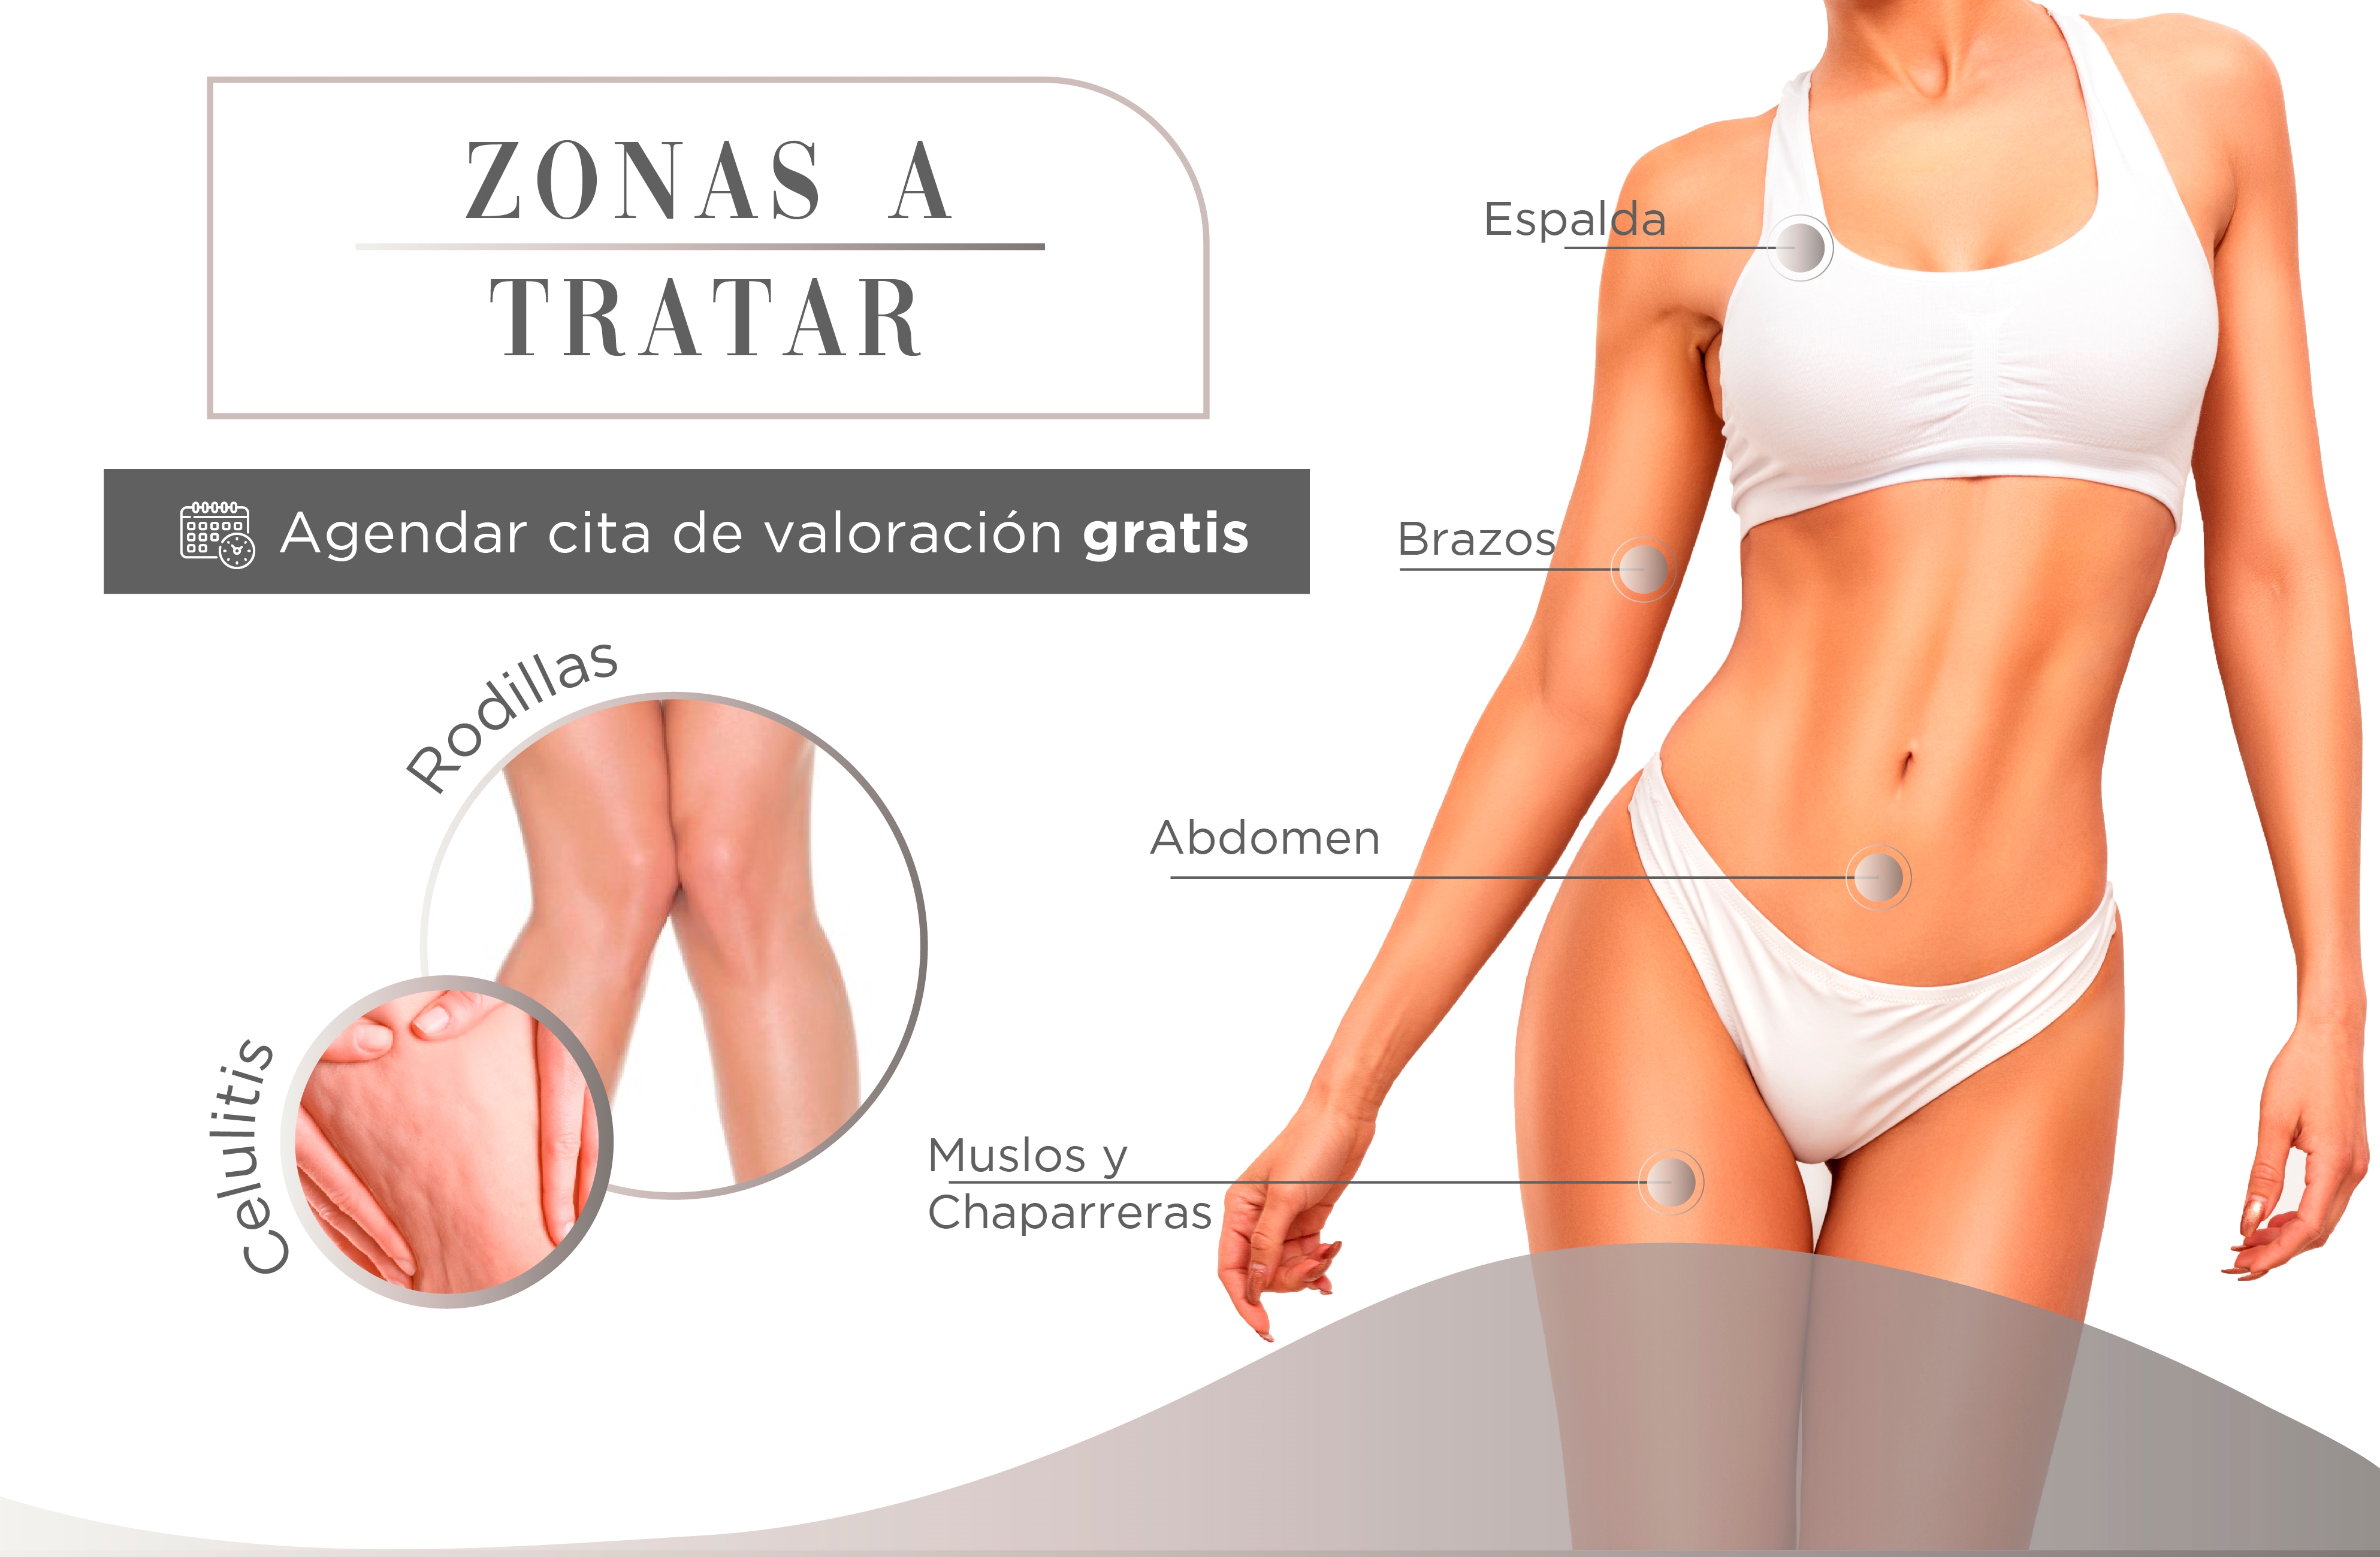 ZONAS A
TRATAR
Agendar cita de valoración gratis
Rodillas
Celulitis
Espalda
Brazos
Abdomen
Muslos y
Chaparreras